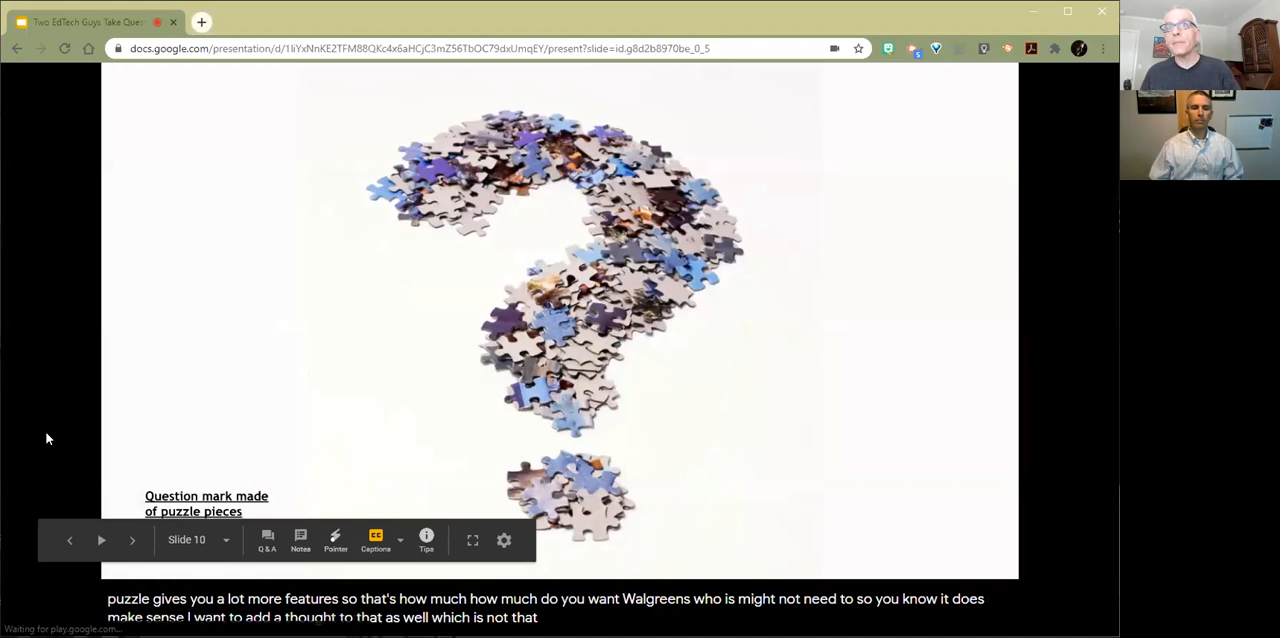 Two EdTech Guys Take Ques
docs.google.com/presentation/d/1IiYxNnKE2TFM88QKc4x6aHCjC3mZ56TbOC79dxUmqEY/present?slide=id.g8d2b8970be_0_5
Question mark made
of puzzle pieces
Slide 10
Q & A
Notes
Pointer
CC
Captions
Tips
puzzle gives you a lot more features so that's how much how much do you want Walgreens who is might not need to so you know it does
make sense I want to add a thought to that as well which is not that
Waiting for play.google.com...